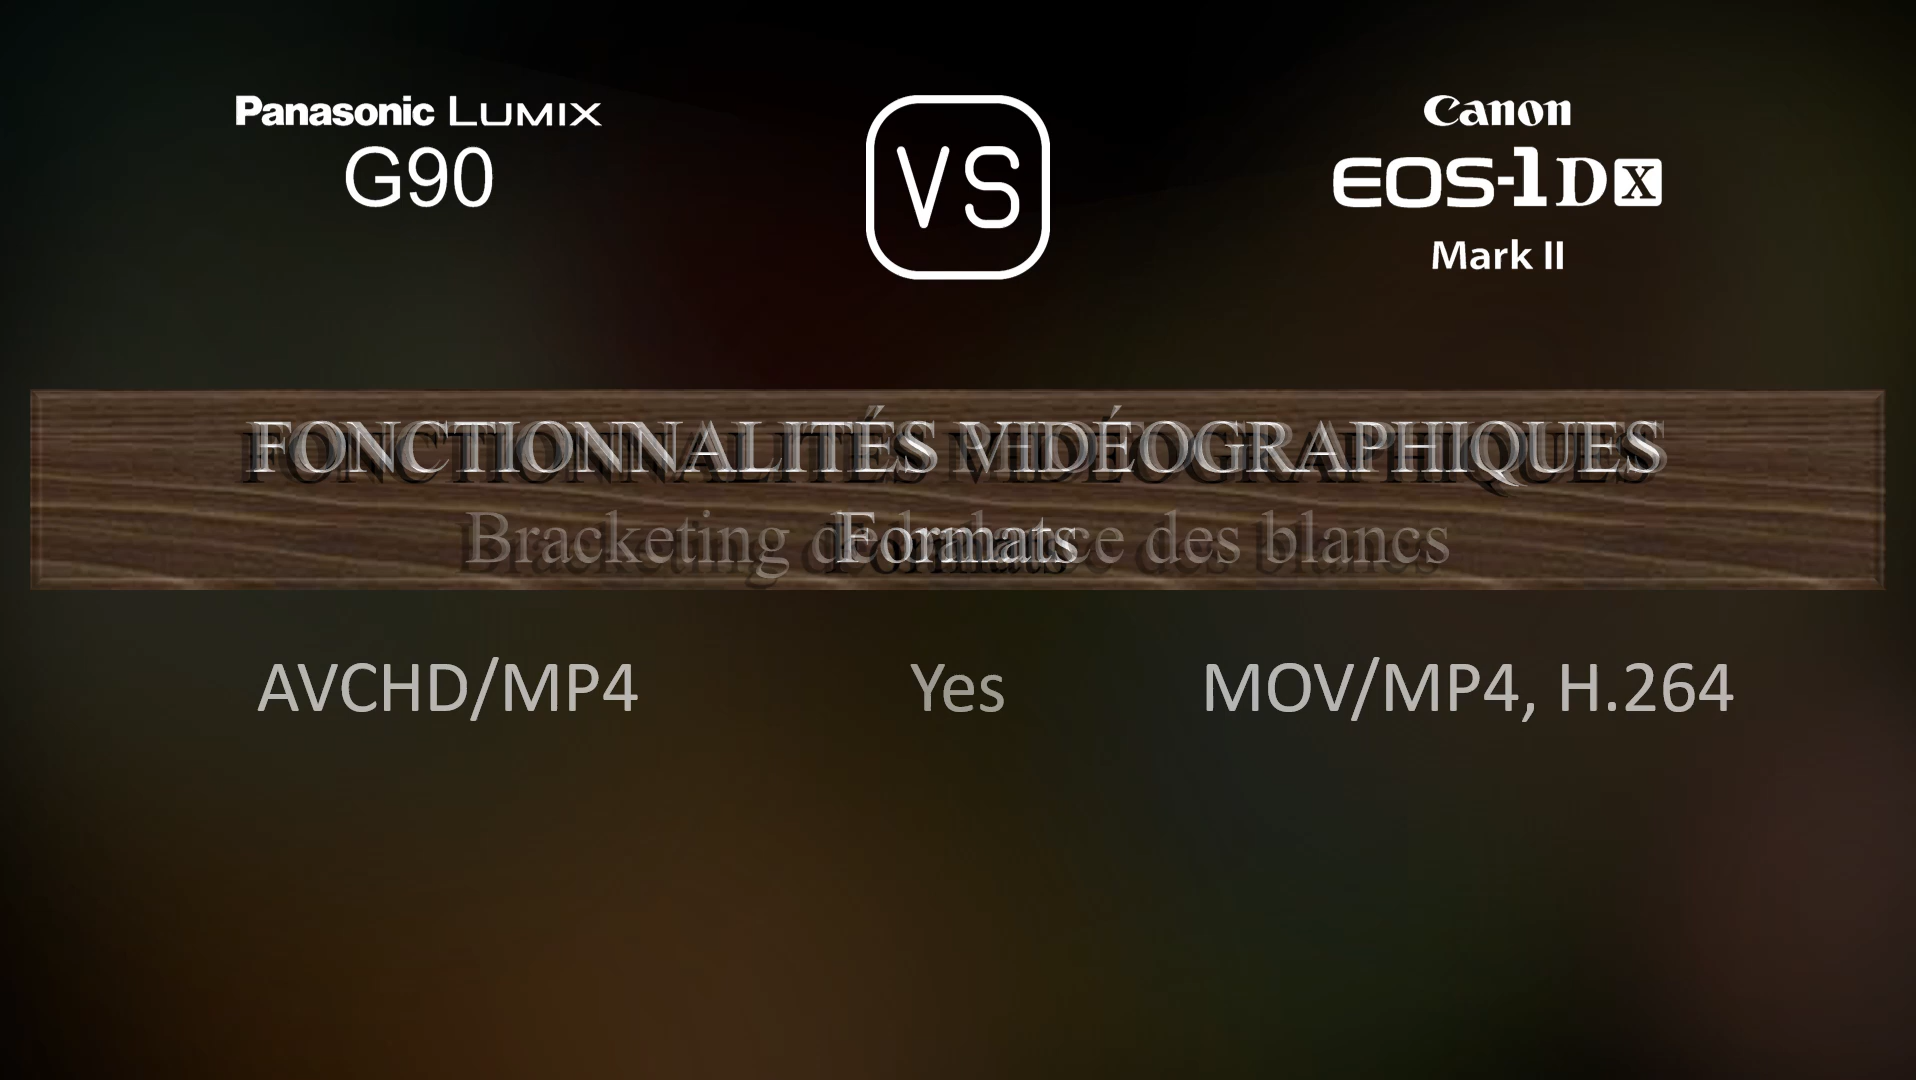 Panasonic LUMIX
G90
VS
Canon
EOS-1 D X
Mark II
FONCTIONNALITÉS VIDÉOGRAPHIQUES
Bracketing des blancs
Formats
AVCHD/MP4 Yes MOV/MP4, H.264